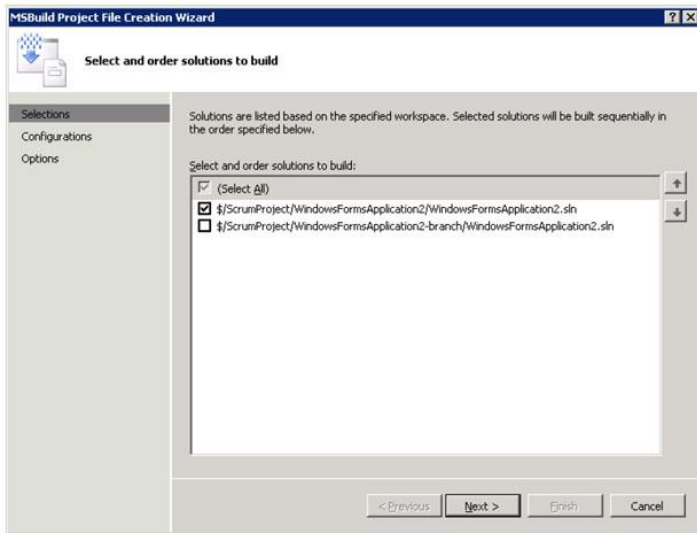 MSBuild Project File Creation Wizard
Select and order solutions to build
Selections
Configurations
Options
Solutions are listed based on the specified workspace. Selected solutions will be built sequentially in
the order specified below.
Select and order solutions to build:
(Select All)
$/ScrumProject/WindowsFormsApplication2/WindowsFormsApplication2.sln
$/ScrumProject/WindowsFormsApplication2-branch/WindowsFormsApplication2.sln
< Previous
Next >
Finish
Cancel